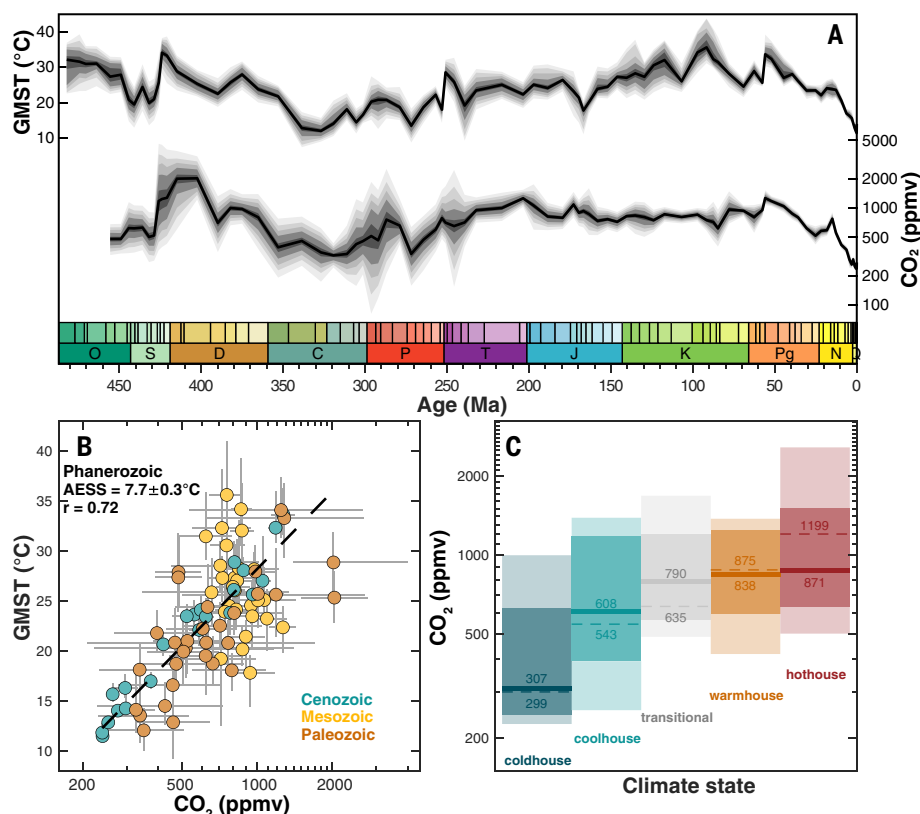 A
GMST (°C)
40
30
20
10
5000
2000
1000
500
200
100
CO₂ (ppmv)
O S D C P T J K Pg N Q
450 400 350 300 250 200 150 100 50 0
Age (Ma)
B
Phanerozoic
AESS = 7.7±0.3°C
r = 0.72
GMST (°C)
40
35
30
25
20
15
10
Cenozoic
Mesozoic
Paleozoic
200 500 1000 2000
CO₂ (ppmv)
C
CO₂ (ppmv)
2000
1000
500
200
307
299
coldhouse
608
543
coolhouse
790
635
transitional
875
838
warmhouse
1199
871
hothouse
Climate state